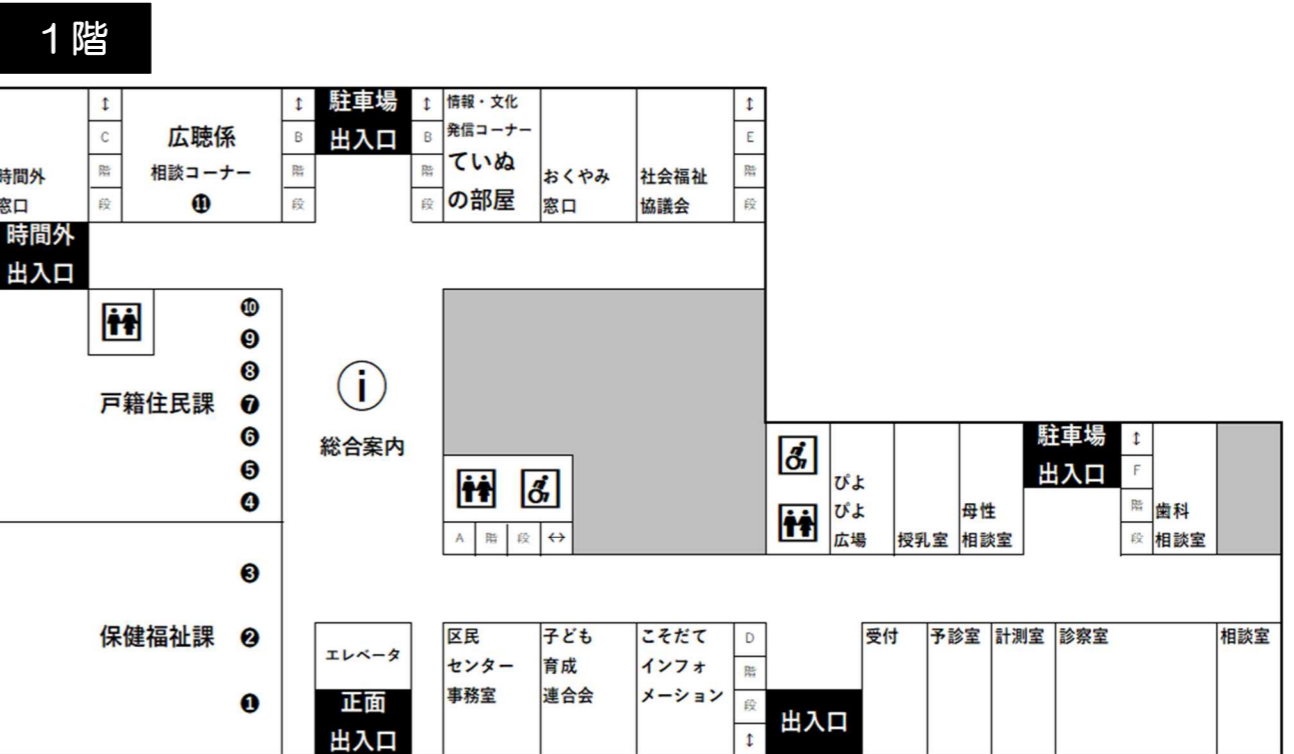 1階
↕
C
階
段
広聴係
相談コーナー
⓫
↕
B
階
段
駐車場
出入口
↕
B
階
段
情報・文化
発信コーナー
ていぬ
の部屋
おくやみ
窓口
社会福祉
協議会
↕
E
階
段
時間外
窓口
時間外
出入口
❿
❾
❽
戸籍住民課 ❼
❻
❺
❹
i
総合案内
A 階 段 ↔
ぴよ
ぴよ
広場
授乳室
母性
相談室
駐車場
出入口
↕
F
階
段
歯科
相談室
❸
保健福祉課 ❷
❶
エレベータ
正面
出入口
区民
センター
事務室
子ども
育成
連合会
こそだて
インフォ
メーション
D
階
段
↕
出入口
受付
予診室
計測室
診察室
相談室